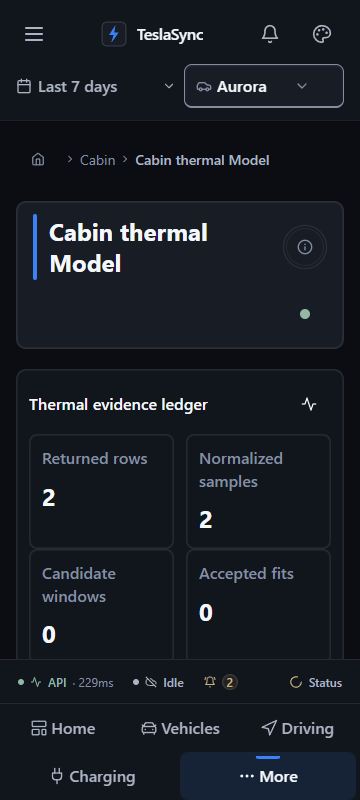 TeslaSync
Last 7 days
Aurora
Cabin
Cabin thermal Model
Cabin thermal
Model
Thermal evidence ledger
Returned rows
2
Normalized
samples
2
Candidate
windows
0
Accepted fits
0
API · 229ms
Idle
2
Status
Home
Vehicles
Driving
Charging
More